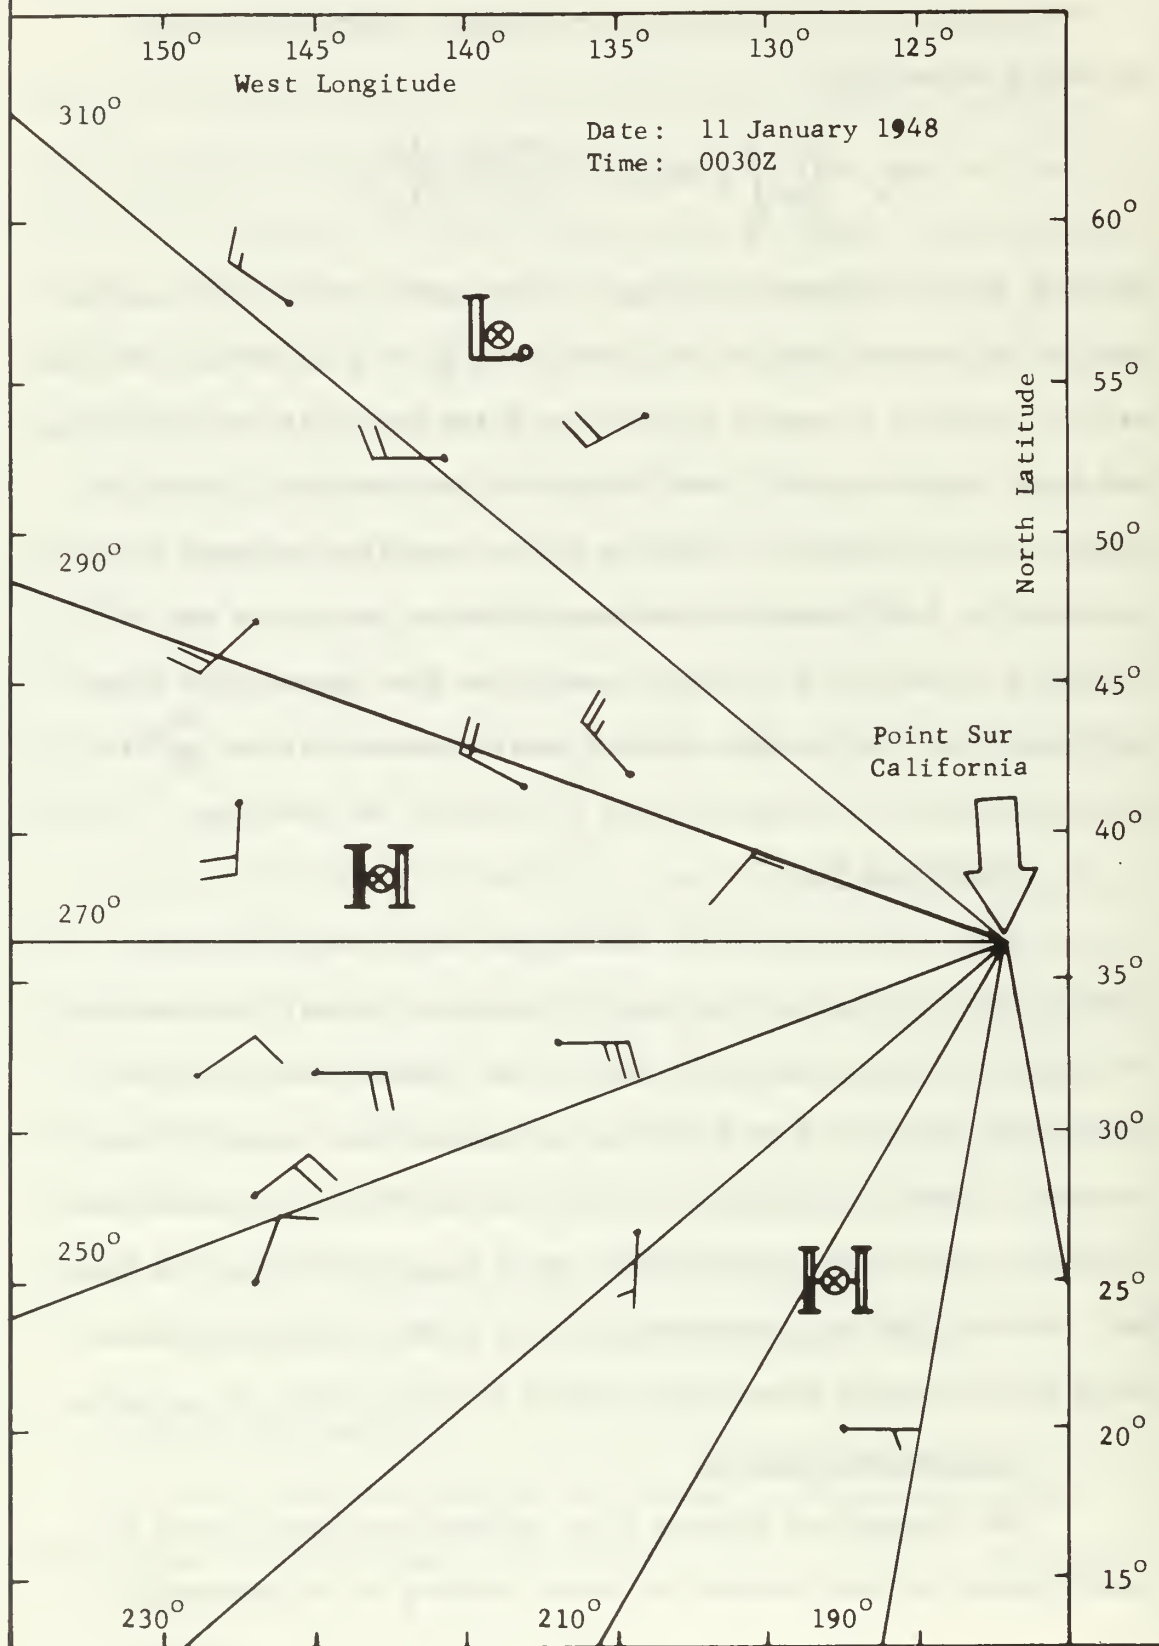 150° 145° 140° 135° 130° 125°
West Longitude
310°
Date: 11 January 1948
Time: 0030Z
60°
L
55°
North Latitude
50°
290°
45°
Point Sur
California
40°
H
270°
35°
30°
250°
H
25°
20°
15°
230° 210° 190°